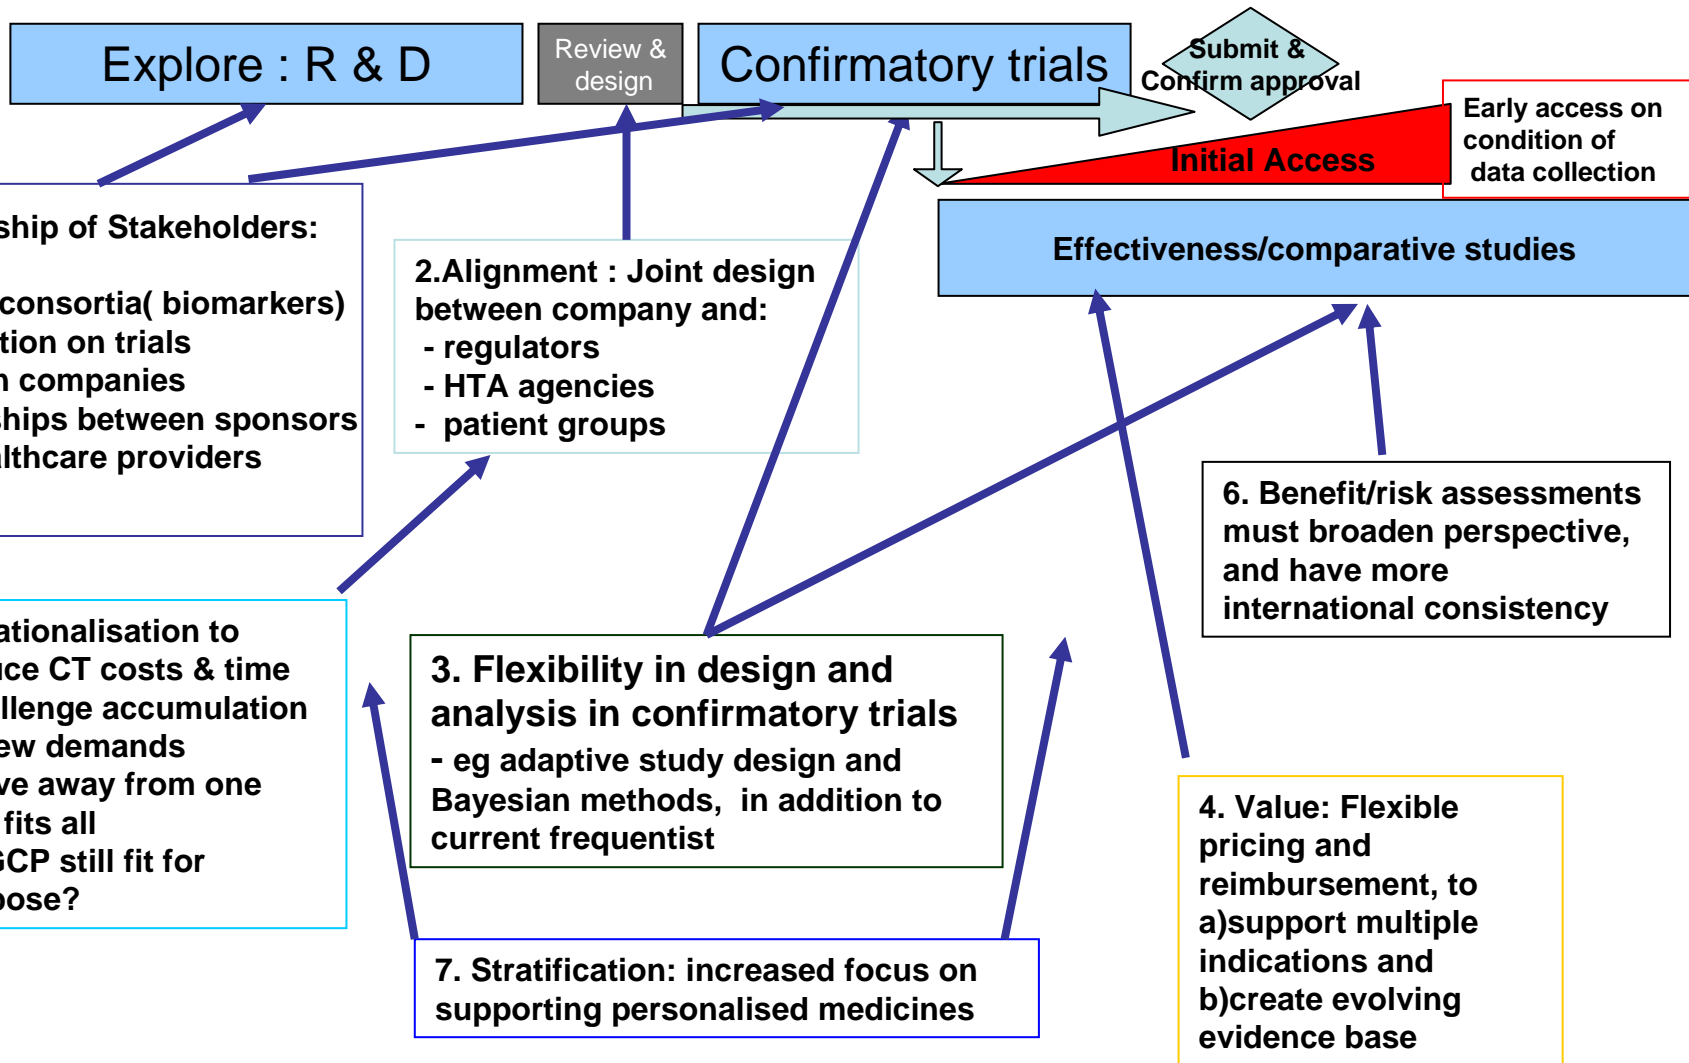 Explore : R & D
Review &
design
Confirmatory trials
Submit &
Confirm approval
Early access on
condition of
data collection
Initial Access
Effectiveness/comparative studies
ship of Stakeholders:
consortia( biomarkers)
tion on trials
n companies
ships between sponsors
althcare providers
2.Alignment : Joint design
between company and:
- regulators
- HTA agencies
- patient groups
6. Benefit/risk assessments
must broaden perspective,
and have more
international consistency
ationalisation to
uce CT costs & time
allenge accumulation
ew demands
ve away from one
fits all
GCP still fit for
pose?
3. Flexibility in design and
analysis in confirmatory trials
- eg adaptive study design and
Bayesian methods, in addition to
current frequentist
4. Value: Flexible
pricing and
reimbursement, to
a)support multiple
indications and
b)create evolving
evidence base
7. Stratification: increased focus on
supporting personalised medicines